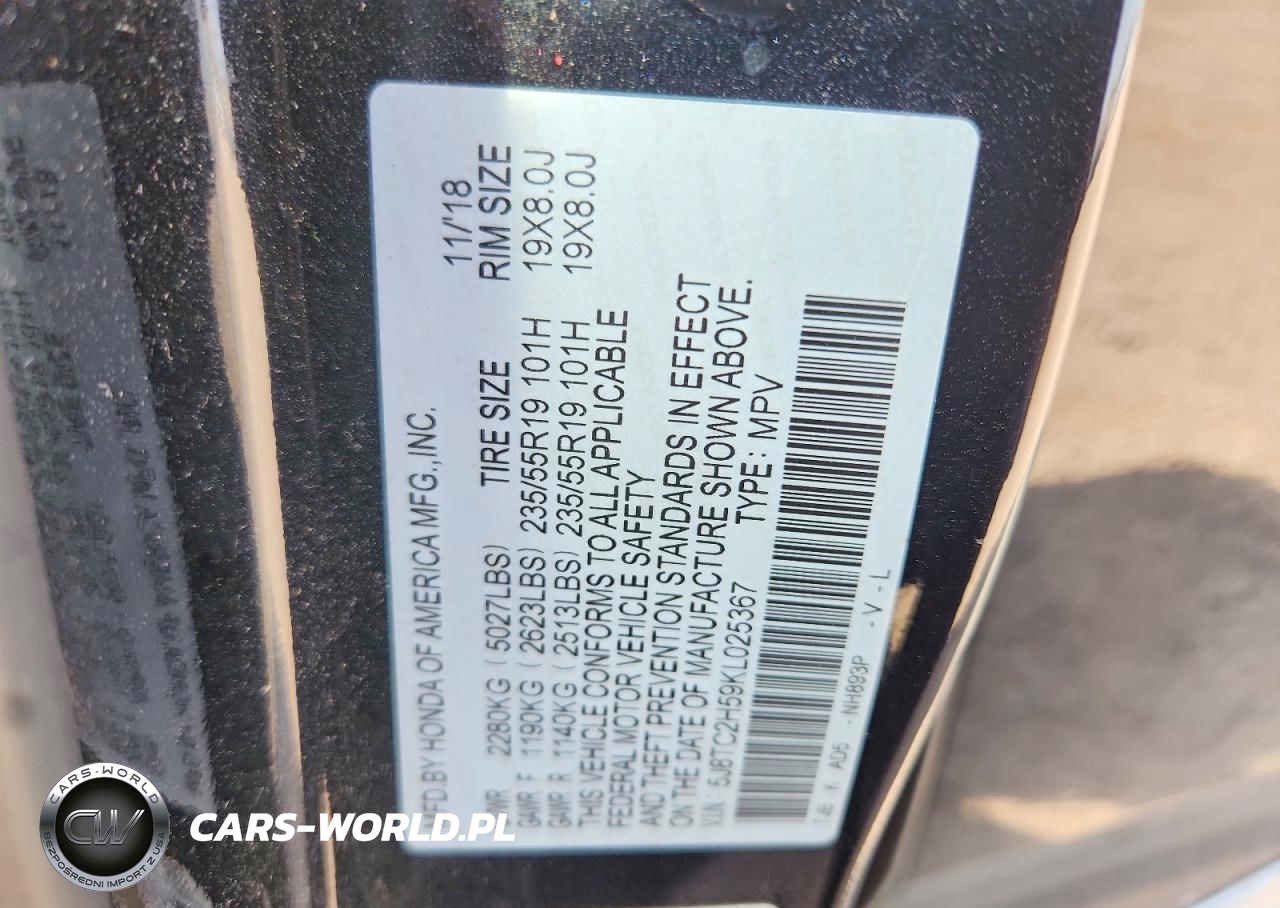 MFD.BY HONDA OF AMERICA MFG.,INC. 11/'18
GVWR 2280KG ( 5027LBS) TIRE SIZE RIM SIZE
GAWR F 1190KG ( 2623LBS) 235/55R19 101H 19X8.0J
GAWR R 1140KG ( 2513LBS) 235/55R19 101H 19X8.0J
THIS VEHICLE CONFORMS TO ALL APPLICABLE
FEDERAL MOTOR VEHICLE SAFETY
AND THEFT PREVENTION STANDARDS IN EFFECT
ON THE DATE OF MANUFACTURE SHOWN ABOVE.
V.I.N.: 5J8TC2H59KL025367 TYPE: MPV
TJB K AD5 - NH893P - V - L
CARS-WORLD
CW
BEZPOŚREDNI IMPORT Z USA
CARS-WORLD.PL